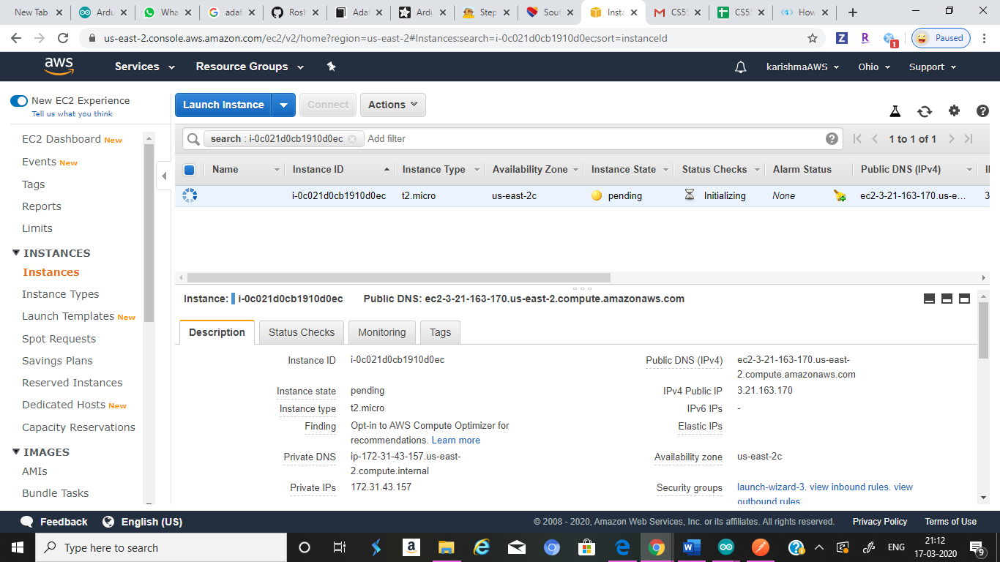 New Tab
Ardu
Wha
adaf
Rosh
Adaf
Ardu
Step
Sout
Insta
CS55
CS55
How
us-east-2.console.aws.amazon.com/ec2/v2/home?region=us-east-2#Instances:search=i-0c021d0cb1910d0ec;sort=instanceId
Z R 1 Paused
aws Services Resource Groups karishmaAWS Ohio Support
New EC2 Experience
Tell us what you think
EC2 Dashboard New
Events New
Tags
Reports
Limits
INSTANCES
Instances
Instance Types
Launch Templates New
Spot Requests
Savings Plans
Reserved Instances
Dedicated Hosts New
Capacity Reservations
IMAGES
AMIs
Bundle Tasks
Launch Instance Connect Actions
search : i-0c021d0cb1910d0ec Add filter 1 to 1 of 1
Name Instance ID Instance Type Availability Zone Instance State Status Checks Alarm Status Public DNS (IPv4)
i-0c021d0cb1910d0ec t2.micro us-east-2c pending Initializing None ec2-3-21-163-170.us-e... 3
Instance: i-0c021d0cb1910d0ec Public DNS: ec2-3-21-163-170.us-east-2.compute.amazonaws.com
Description Status Checks Monitoring Tags
Instance ID i-0c021d0cb1910d0ec
Instance state pending
Instance type t2.micro
Finding Opt-in to AWS Compute Optimizer for
recommendations. Learn more
Private DNS ip-172-31-43-157.us-east-
2.compute.internal
Private IPs 172.31.43.157
Public DNS (IPv4) ec2-3-21-163-170.us-east-
2.compute.amazonaws.com
IPv4 Public IP 3.21.163.170
IPv6 IPs -
Elastic IPs
Availability zone us-east-2c
Security groups launch-wizard-3. view inbound rules. view
outbound rules
Feedback English (US) © 2008 - 2020, Amazon Web Services, Inc. or its affiliates. All rights reserved. Privacy Policy Terms of Use
Type here to search
ENG
21:12
17-03-2020
9